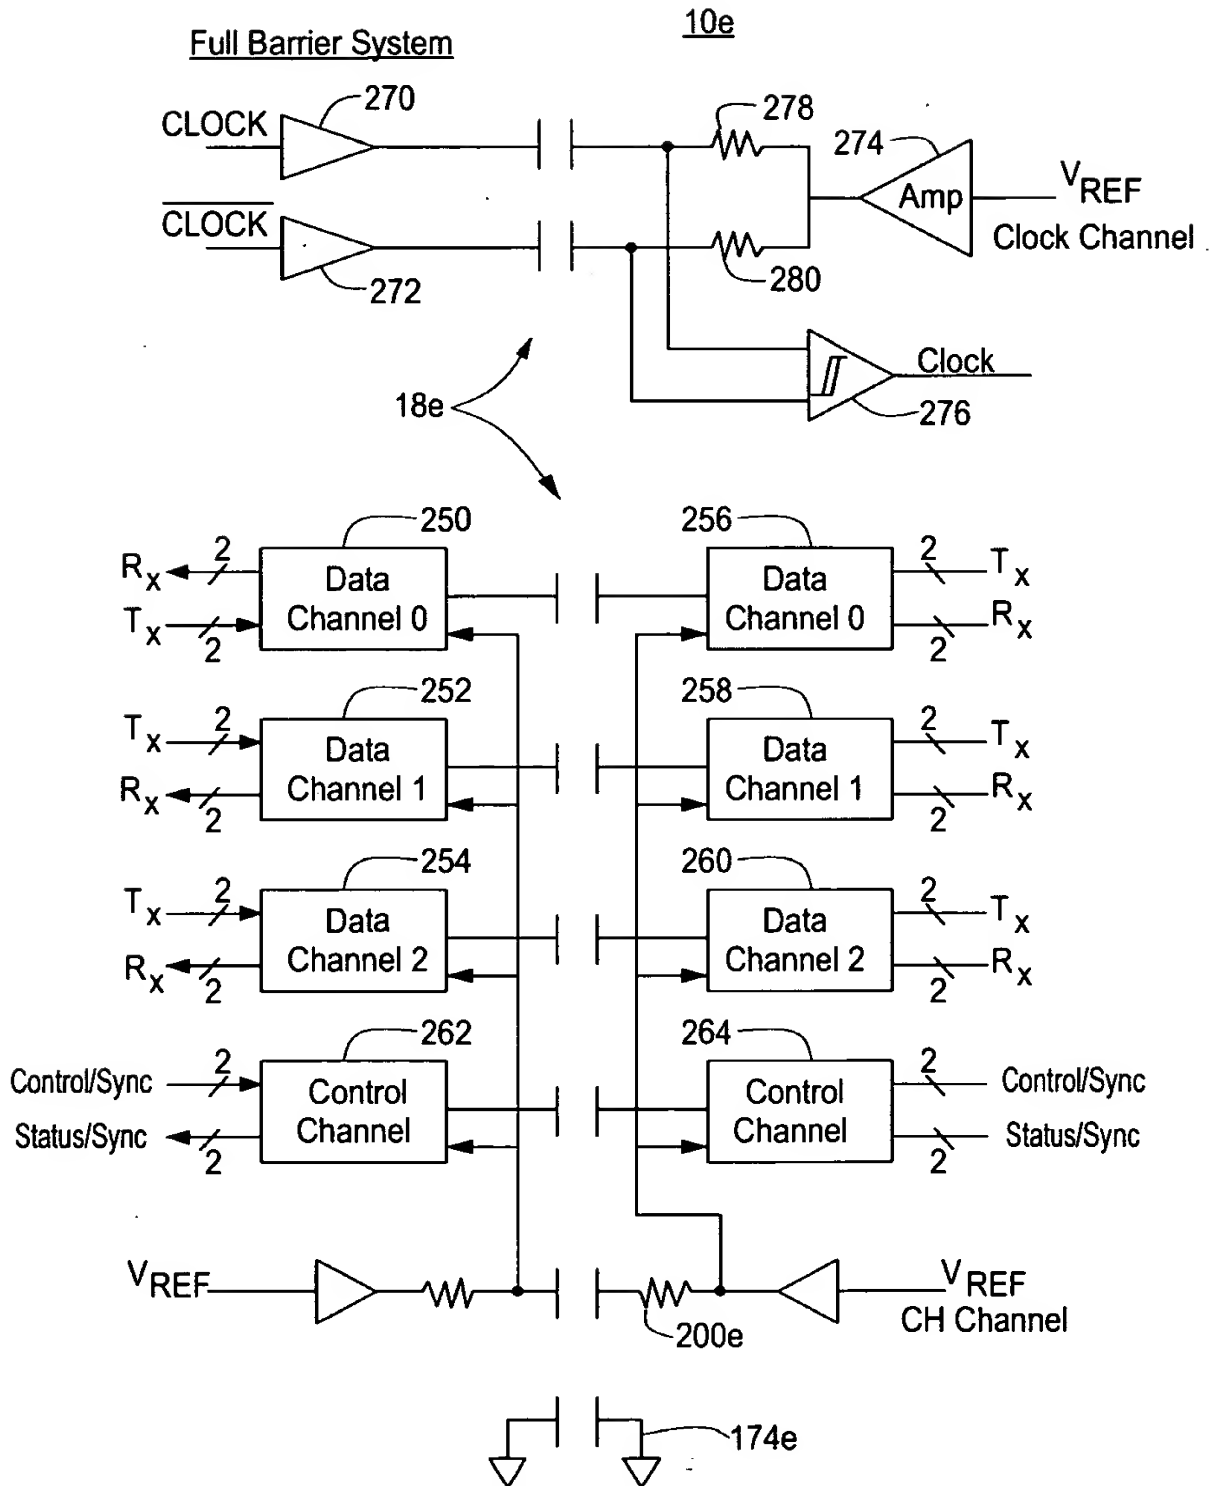 10e
Full Barrier System
270
CLOCK
278
274
Amp
VREF
Clock Channel
CLOCK
272
280
Clock
276
18e
250
256
Rx
2
Data
Channel 0
Data
Channel 0
2
Tx
Tx
2
2
Rx
252
258
Tx
2
Data
Channel 1
Data
Channel 1
2
Tx
Rx
2
2
Rx
254
260
Tx
2
Data
Channel 2
Data
Channel 2
2
Tx
Rx
2
2
Rx
262
264
Control/Sync
2
Control
Channel
Control
Channel
2
Control/Sync
Status/Sync
2
2
Status/Sync
VREF
VREF
CH Channel
200e
174e